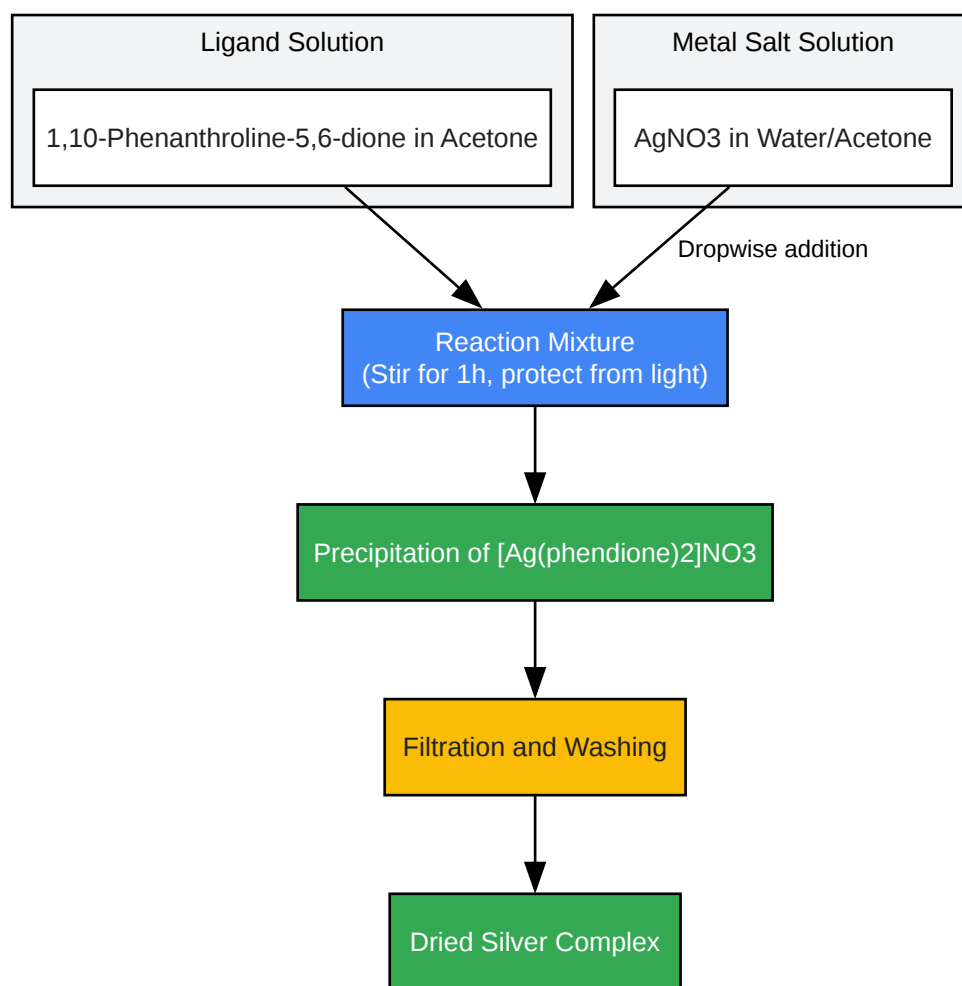 Ligand Solution
Metal Salt Solution
1,10-Phenanthroline-5,6-dione in Acetone
AgNO3 in Water/Acetone
Dropwise addition
Reaction Mixture
(Stir for 1h, protect from light)
Precipitation of [Ag(phendione)2]NO3
Filtration and Washing
Dried Silver Complex